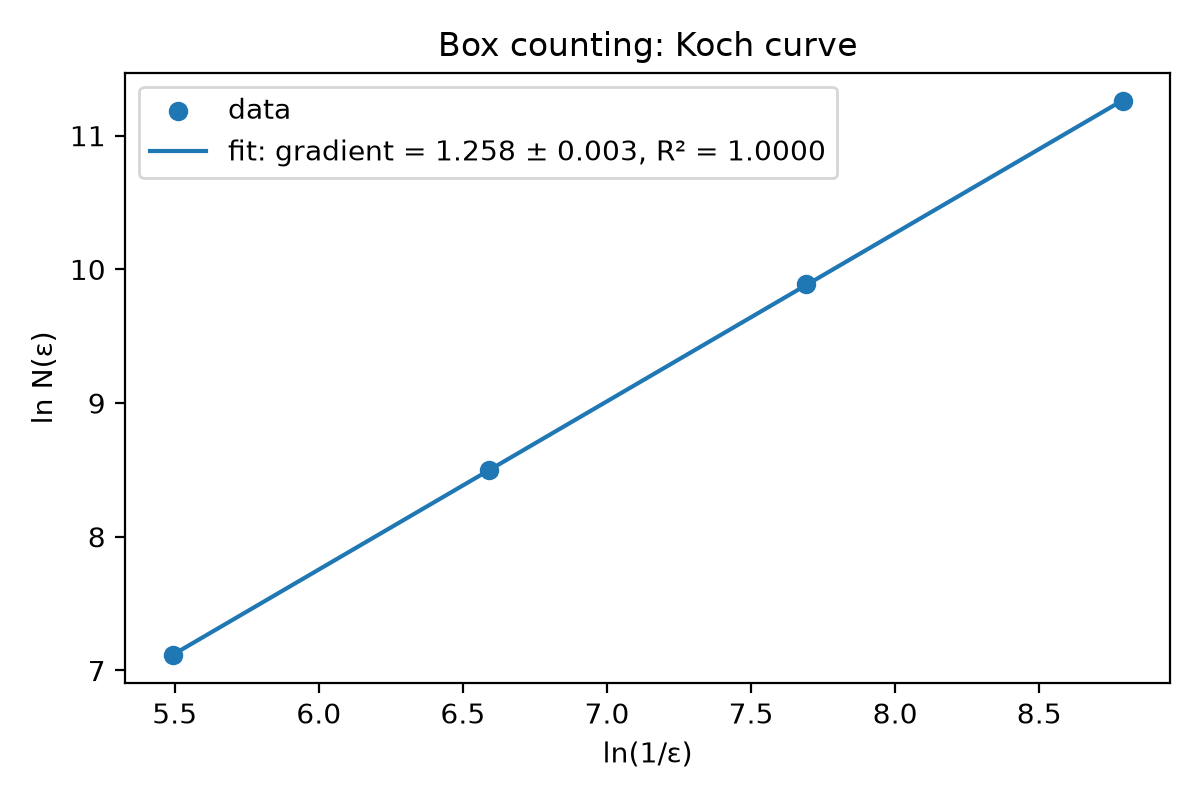 Box counting: Koch curve
data
fit: gradient = 1.258 ± 0.003, R² = 1.0000
11
10
9
8
7
ln N(ε)
5.5 6.0 6.5 7.0 7.5 8.0 8.5
ln(1/ε)